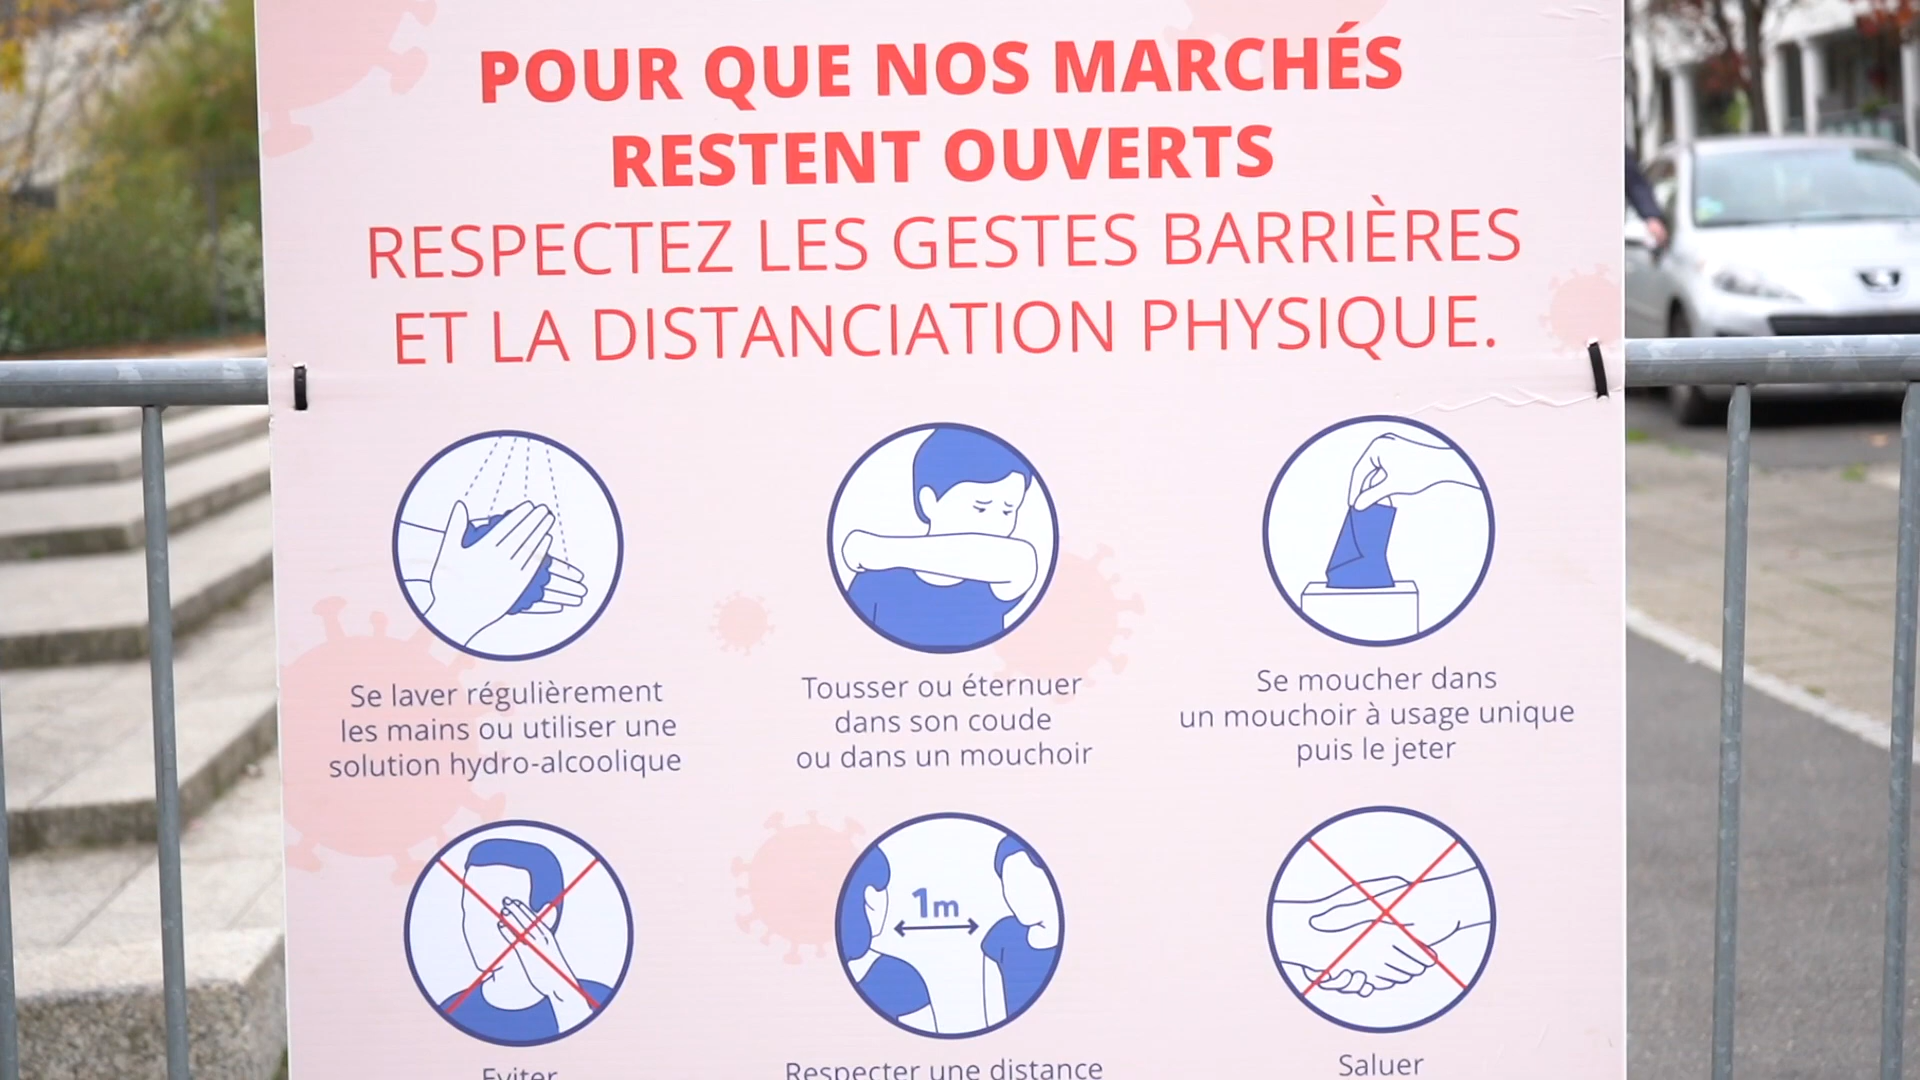 POUR QUE NOS MARCHÉS
RESTENT OUVERTS
RESPECTEZ LES GESTES BARRIÈRES
ET LA DISTANCIATION PHYSIQUE.
Se laver régulièrement
les mains ou utiliser une
solution hydro-alcoolique
Tousser ou éternuer
dans son coude
ou dans un mouchoir
Se moucher dans
un mouchoir à usage unique
puis le jeter
1m
Eviter
Respecter une distance
Saluer